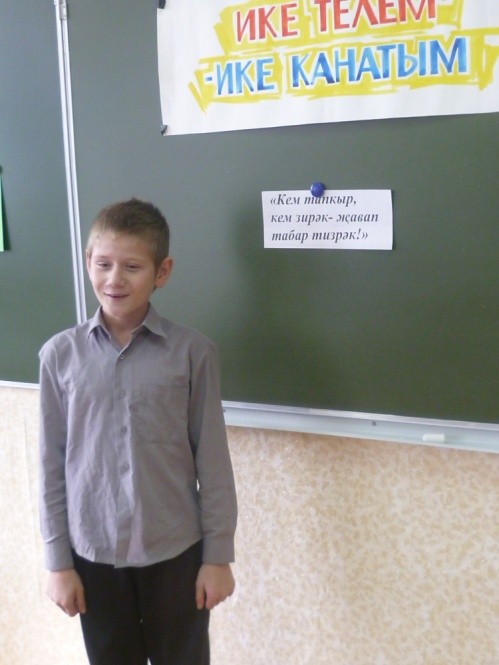 ИКЕ ТЕЛЕМ-
-ИКЕ КАНАТЫМ
«Кем тапкыр,
кем зирәк- җавап
табар тизрәк!»